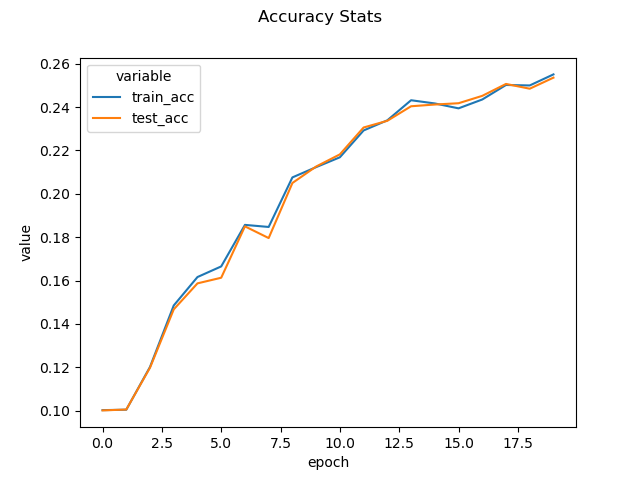 Accuracy Stats
variable
train_acc
test_acc
value
0.26
0.24
0.22
0.20
0.18
0.16
0.14
0.12
0.10
0.0 2.5 5.0 7.5 10.0 12.5 15.0 17.5
epoch